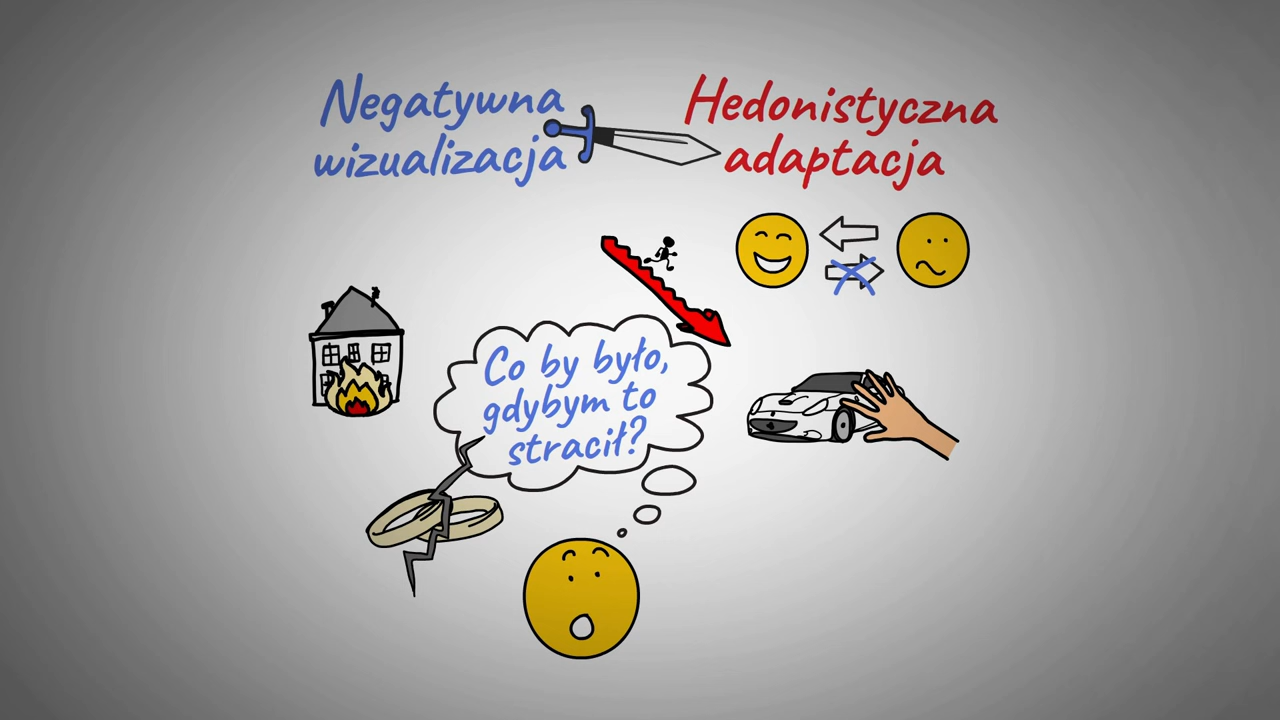 Negatywna
wizualizacja
Hedonistyczna
adaptacja
Co by było,
gdybym to
stracił?